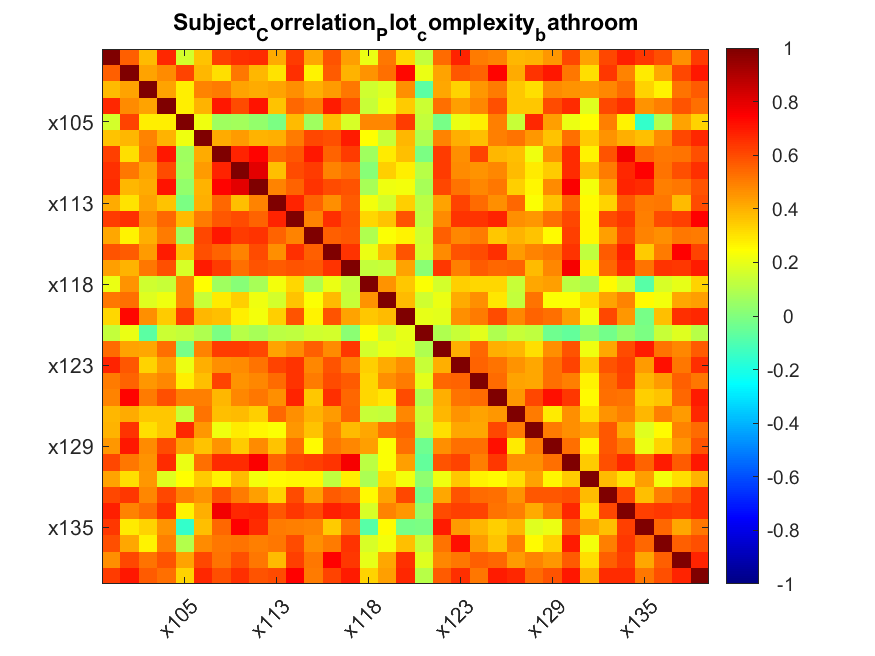 Subject_Correlation_Plot_complexity_bathroom
x105
x113
x118
x123
x129
x135
x105
x113
x118
x123
x129
x135
1
0.8
0.6
0.4
0.2
0
-0.2
-0.4
-0.6
-0.8
-1